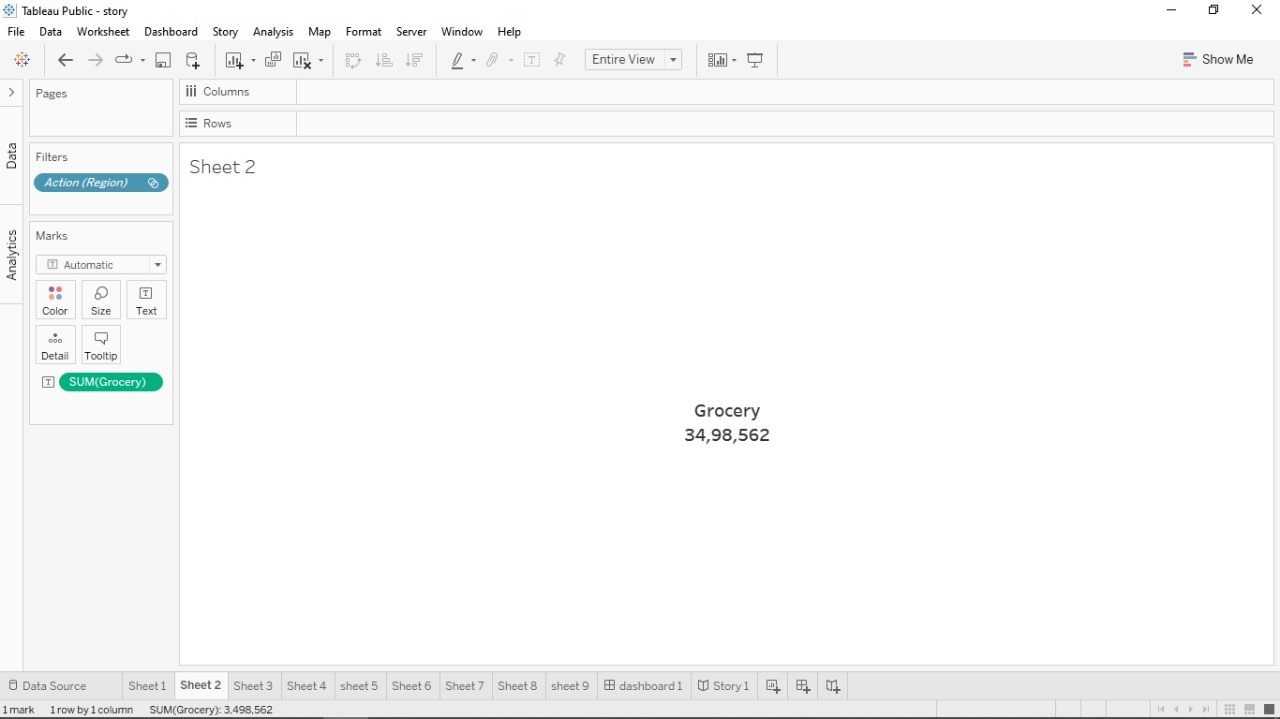 Tableau Public - story
File Data Worksheet Dashboard Story Analysis Map Format Server Window Help
Entire View
Show Me
Pages
Columns
Rows
Data
Analytics
Filters
Action (Region)
Marks
Automatic
Color Size Text
Detail Tooltip
SUM(Grocery)
Sheet 2
Grocery
34,98,562
Data Source Sheet 1 Sheet 2 Sheet 3 Sheet 4 sheet 5 Sheet 6 Sheet 7 Sheet 8 sheet 9 dashboard 1 Story 1
1 mark 1 row by 1 column SUM(Grocery): 3,498,562